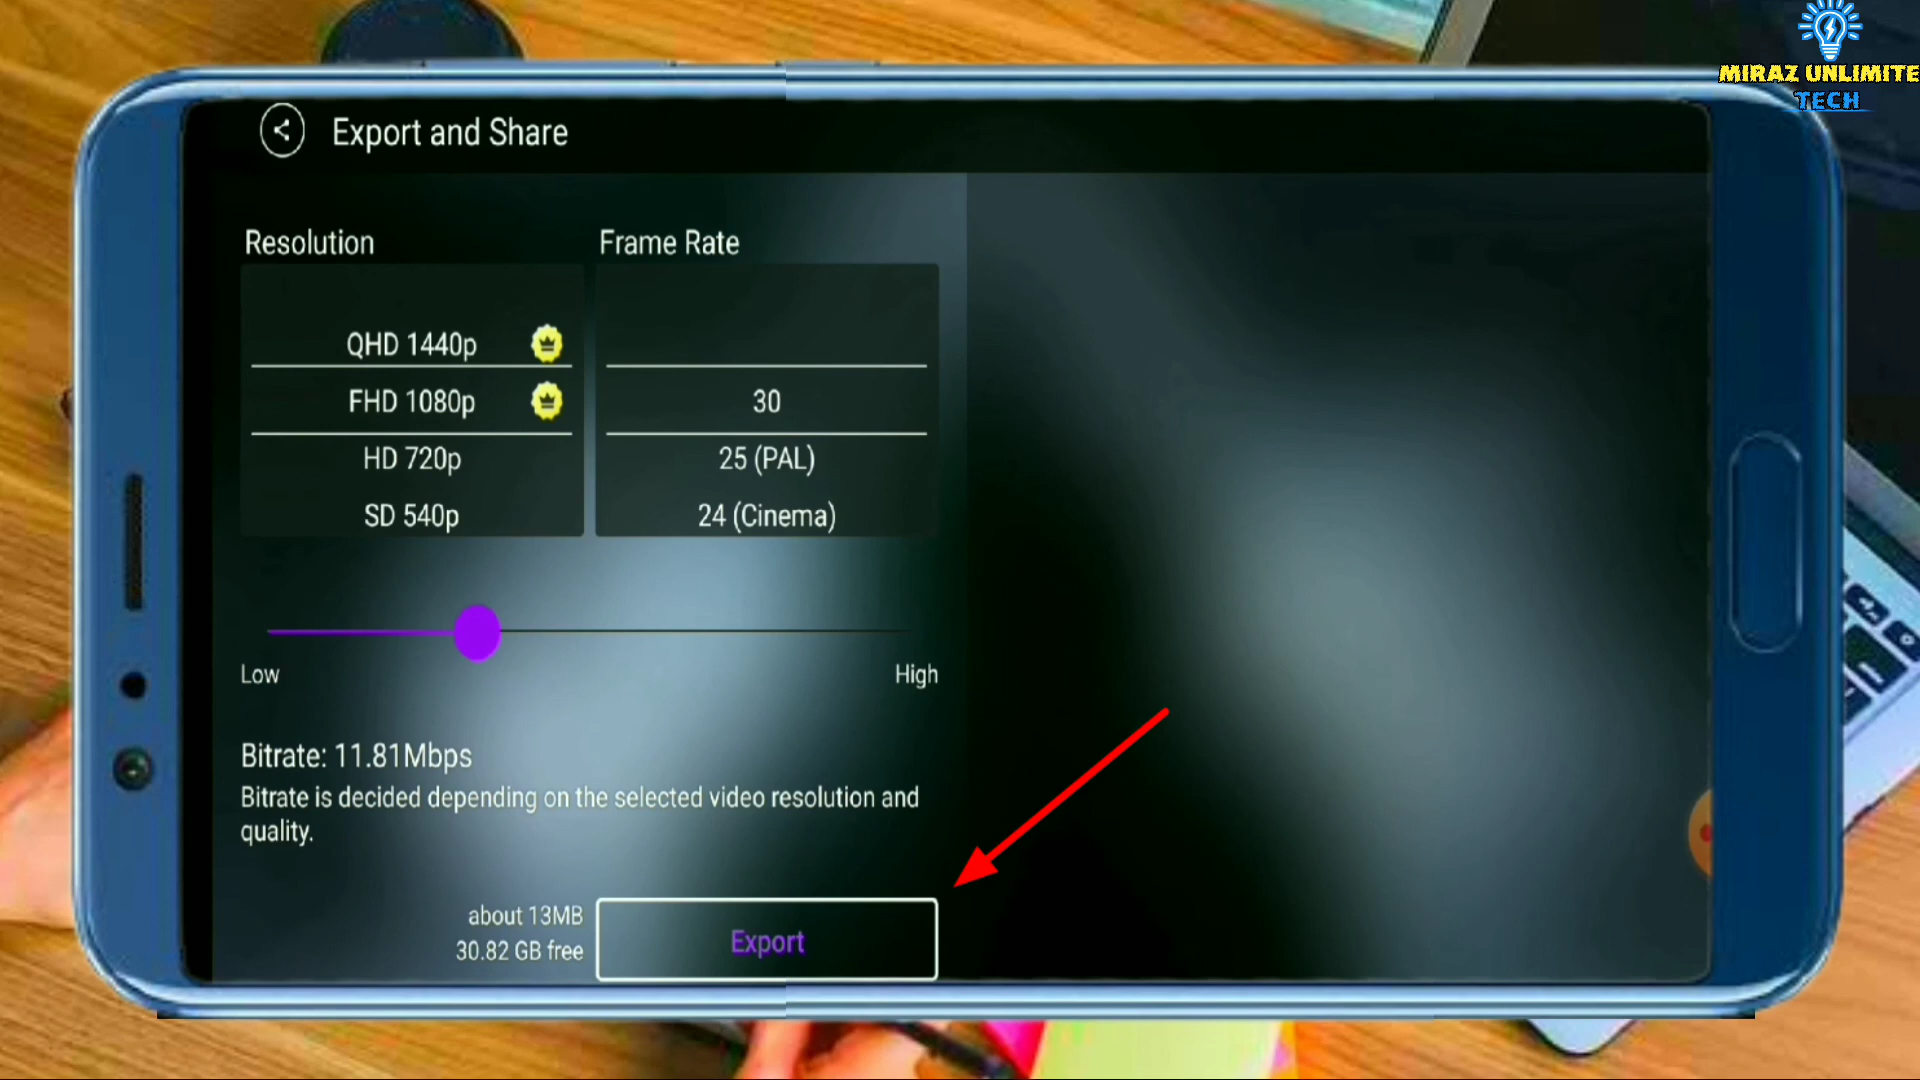 MIRAZ UNLIMITE
TECH
Export and Share
Resolution
Frame Rate
QHD 1440p
FHD 1080p
HD 720p
SD 540p
30
25 (PAL)
24 (Cinema)
Low
High
Bitrate: 11.81Mbps
Bitrate is decided depending on the selected video resolution and
quality.
about 13MB
30.82 GB free
Export